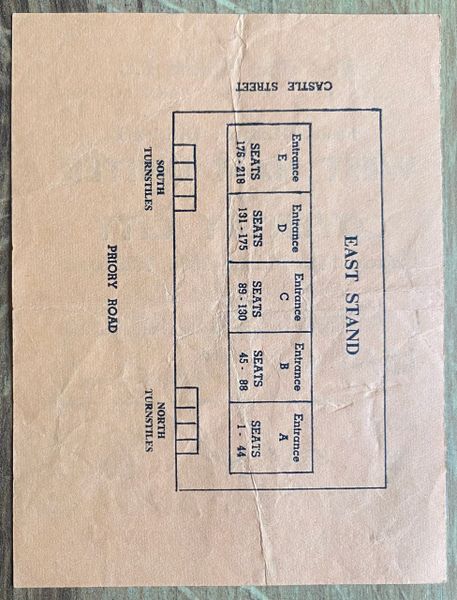 EAST STAND
CASTLE STREET
Entrance
E
SEATS
176 - 218
Entrance
D
SEATS
131 - 175
Entrance
C
SEATS
89 - 130
Entrance
B
SEATS
45 - 88
Entrance
A
SEATS
1 - 44
SOUTH
TURNSTILES
NORTH
TURNSTILES
PRIORY ROAD